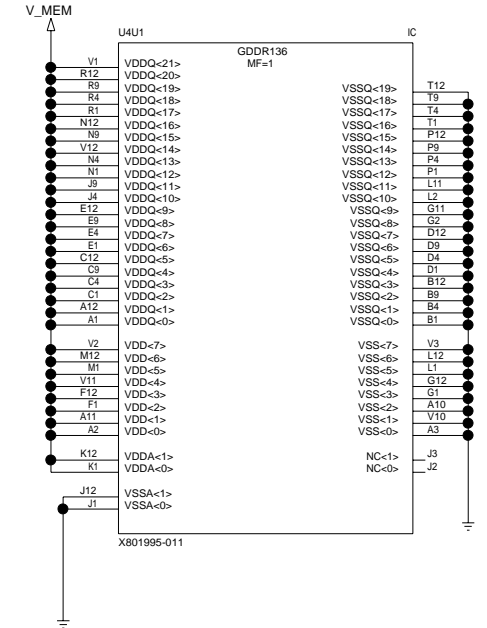 V_MEM
U4U1 IC
GDDR136
MF=1
V1 VDDQ<21>
R12 VDDQ<20>
R9 VDDQ<19> VSSQ<19> T12
R4 VDDQ<18> VSSQ<18> T9
R1 VDDQ<17> VSSQ<17> T4
N12 VDDQ<16> VSSQ<16> T1
N9 VDDQ<15> VSSQ<15> P12
V12 VDDQ<14> VSSQ<14> P9
N4 VDDQ<13> VSSQ<13> P4
N1 VDDQ<12> VSSQ<12> P1
J9 VDDQ<11> VSSQ<11> L11
J4 VDDQ<10> VSSQ<10> L2
E12 VDDQ<9> VSSQ<9> G11
E9 VDDQ<8> VSSQ<8> G2
E4 VDDQ<7> VSSQ<7> D12
E1 VDDQ<6> VSSQ<6> D9
C12 VDDQ<5> VSSQ<5> D4
C9 VDDQ<4> VSSQ<4> D1
C4 VDDQ<3> VSSQ<3> B12
C1 VDDQ<2> VSSQ<2> B9
A12 VDDQ<1> VSSQ<1> B4
A1 VDDQ<0> VSSQ<0> B1
V2 VDD<7> VSS<7> V3
M12 VDD<6> VSS<6> L12
M1 VDD<5> VSS<5> L1
V11 VDD<4> VSS<4> G12
F12 VDD<3> VSS<3> G1
F1 VDD<2> VSS<2> A10
A11 VDD<1> VSS<1> V10
A2 VDD<0> VSS<0> A3
K12 VDDA<1> NC<1> J3
K1 VDDA<0> NC<0> J2
J12 VSSA<1>
J1 VSSA<0>
X801995-011